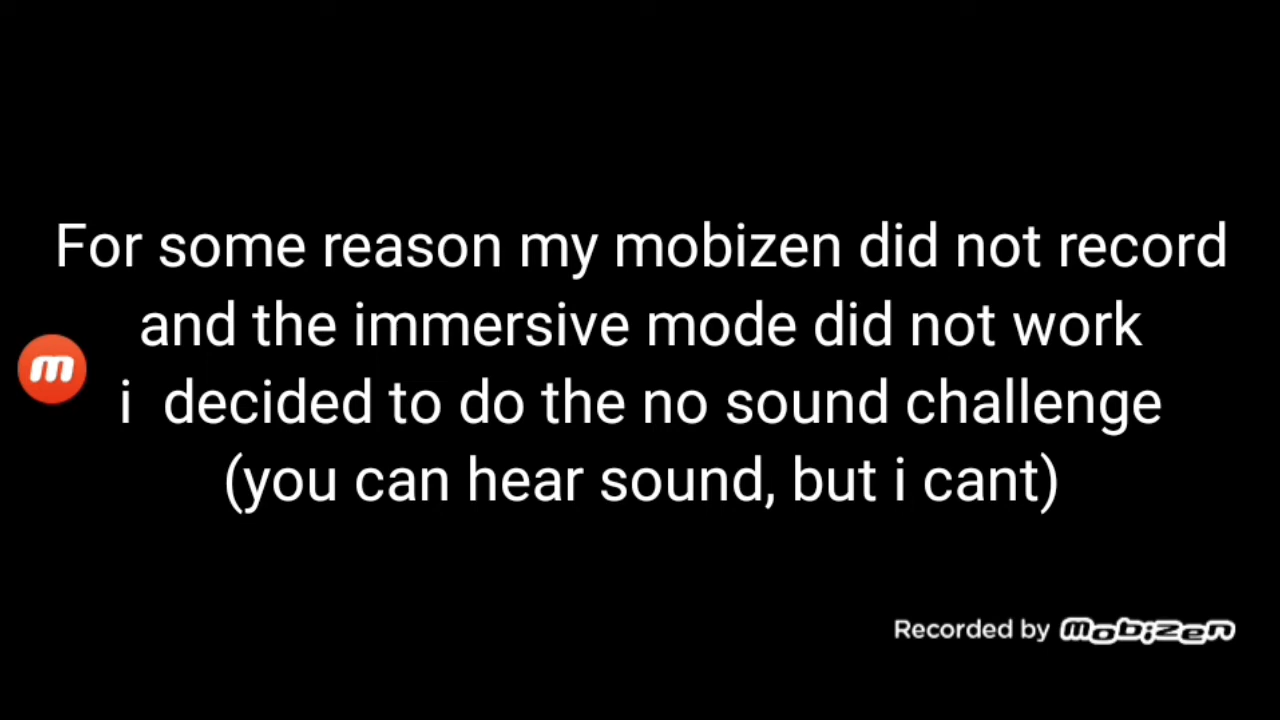 For some reason my mobizen did not record
and the immersive mode did not work
i  decided to do the no sound challenge
(you can hear sound, but i cant)
m
Recorded by Mobizen